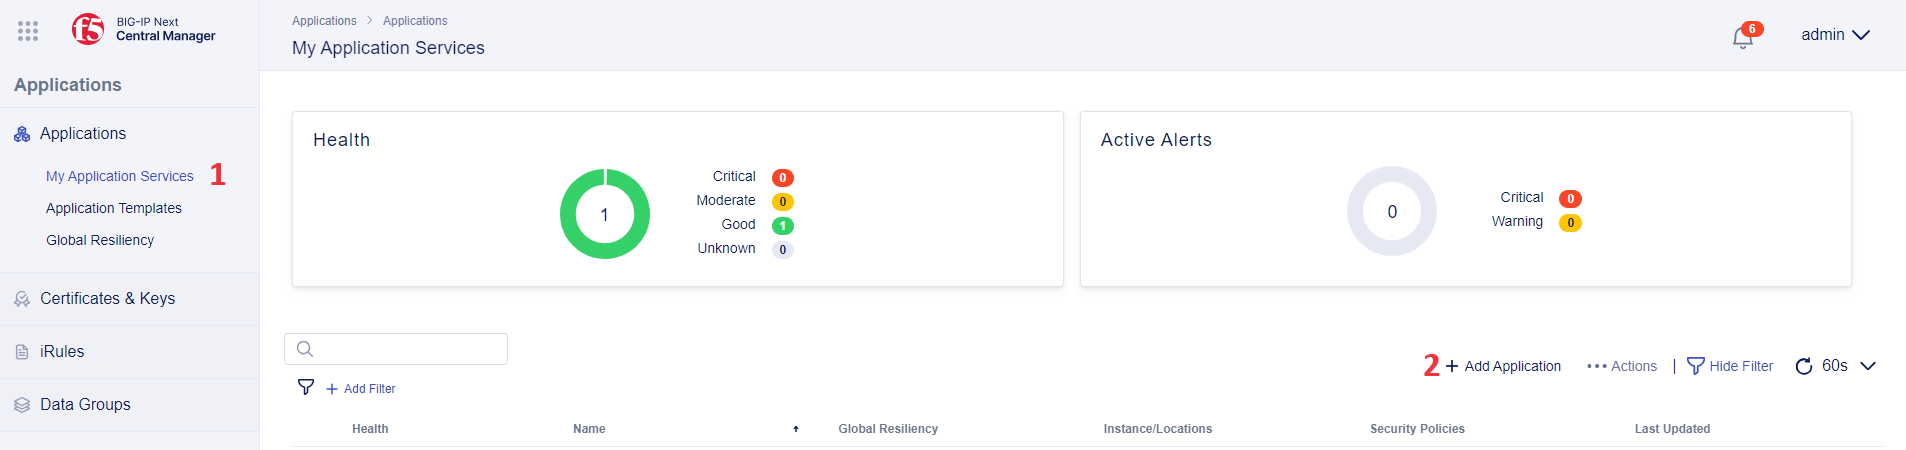 f5 BIG-IP Next
Central Manager
Applications
Applications
My Application Services 1
Application Templates
Global Resiliency
Certificates & Keys
iRules
Data Groups
Applications > Applications
My Application Services
6
admin
Health
1
Critical 0
Moderate 0
Good 1
Unknown 0
Active Alerts
0
Critical 0
Warning 0
2 + Add Application ··· Actions | Hide Filter 60s
+ Add Filter
Health Name Global Resiliency Instance/Locations Security Policies Last Updated